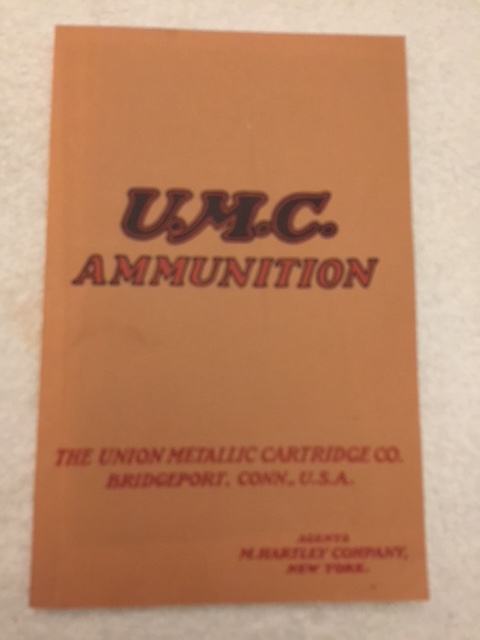 U.M.C.
AMMUNITION
THE UNION METALLIC CARTRIDGE CO.
BRIDGEPORT, CONN., U.S.A.
AGENTS
M. HARTLEY COMPANY,
NEW YORK.